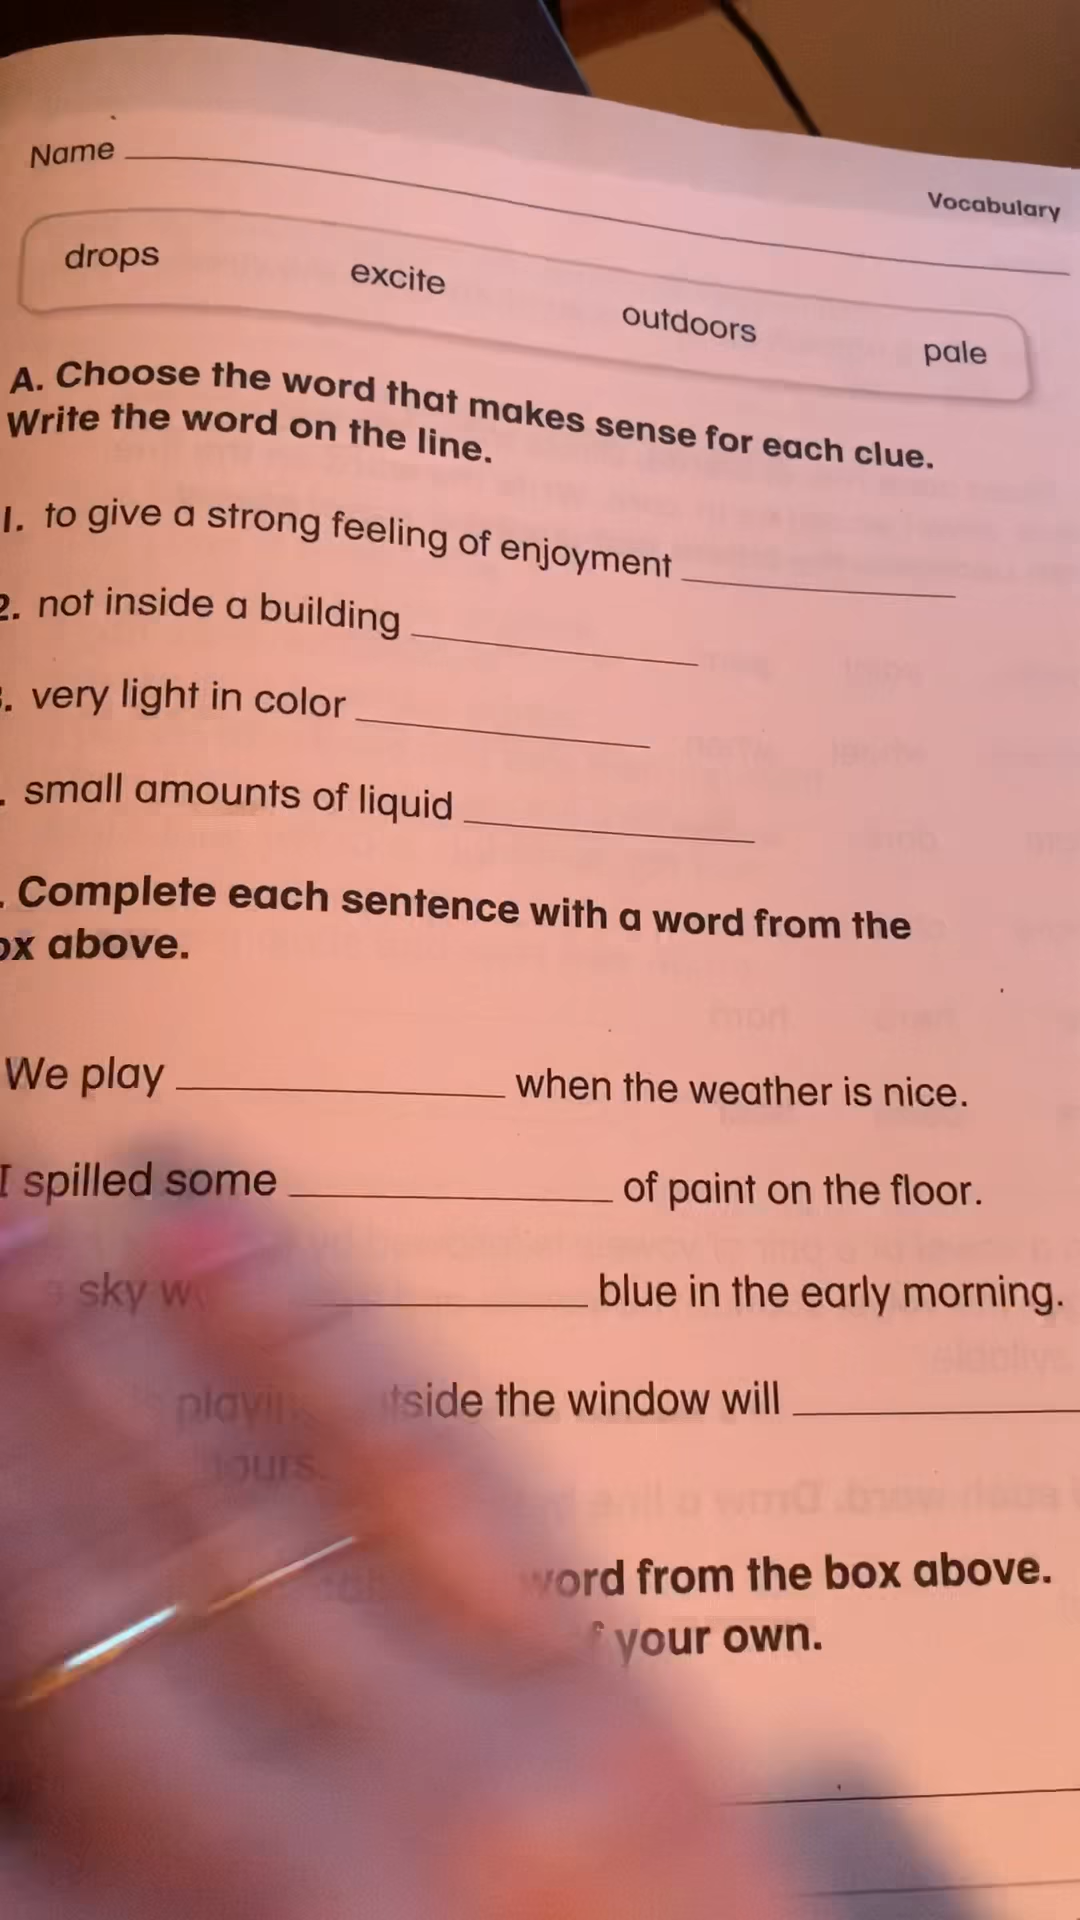 Name
Vocabulary
drops excite outdoors pale
A. Choose the word that makes sense for each clue.
Write the word on the line.
1. to give a strong feeling of enjoyment
2. not inside a building
. very light in color
. small amounts of liquid
. Complete each sentence with a word from the
above.
We play when the weather is nice.
I spilled some of paint on the floor.
sky blue in the early morning.
the window will
word from the box above.
your own.